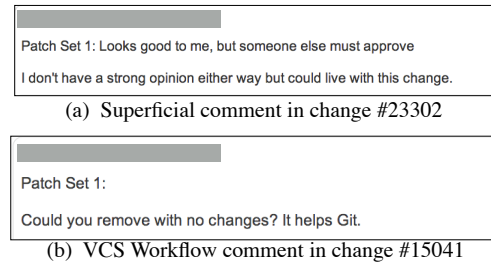 Patch Set 1: Looks good to me, but someone else must approve
I don't have a strong opinion either way but could live with this change.
(a) Superficial comment in change #23302
Patch Set 1:
Could you remove with no changes? It helps Git.
(b) VCS Workflow comment in change #15041